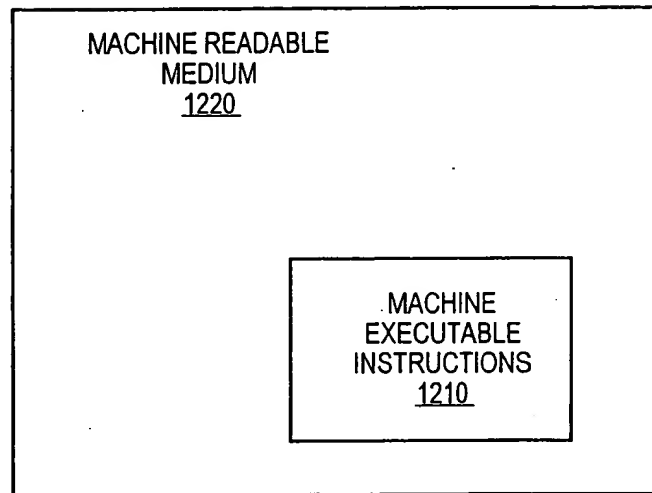 MACHINE READABLE
MEDIUM
1220
MACHINE
EXECUTABLE
INSTRUCTIONS
1210